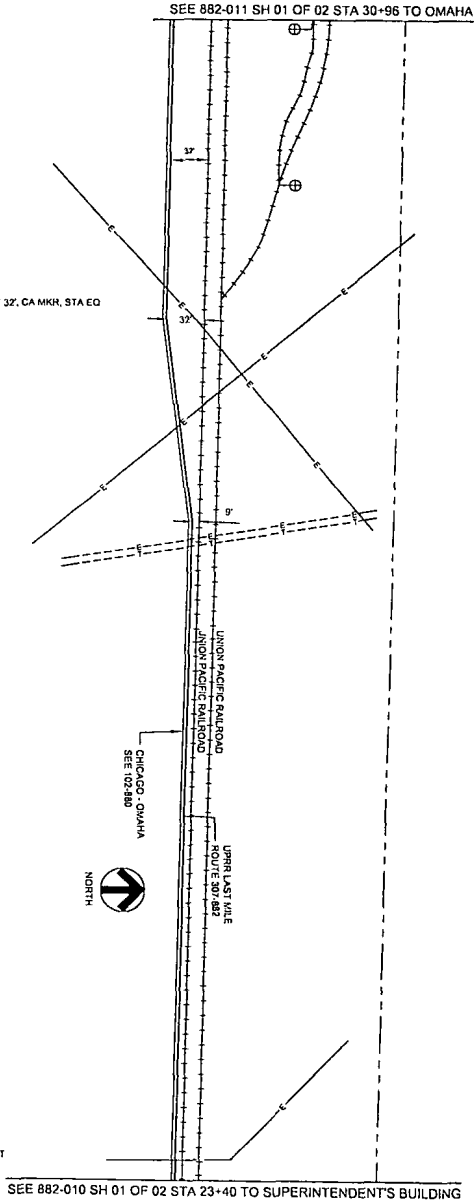 SEE 882-011 SH 01 OF 02 STA 30+96 TO OMAHA
37'
E
E
E
32', CA MKR, STA EQ
32'
E
E
E
E
E
9'
E
E
E
E
T
T
T
T
UNION PACIFIC RAILROAD
UNION PACIFIC RAILROAD
CHICAGO - OMAHA
SEE 102-880
UPRR LAST MILE
ROUTE 307-882
NORTH
E
T
SEE 882-010 SH 01 OF 02 STA 23+40 TO SUPERINTENDENT'S BUILDING